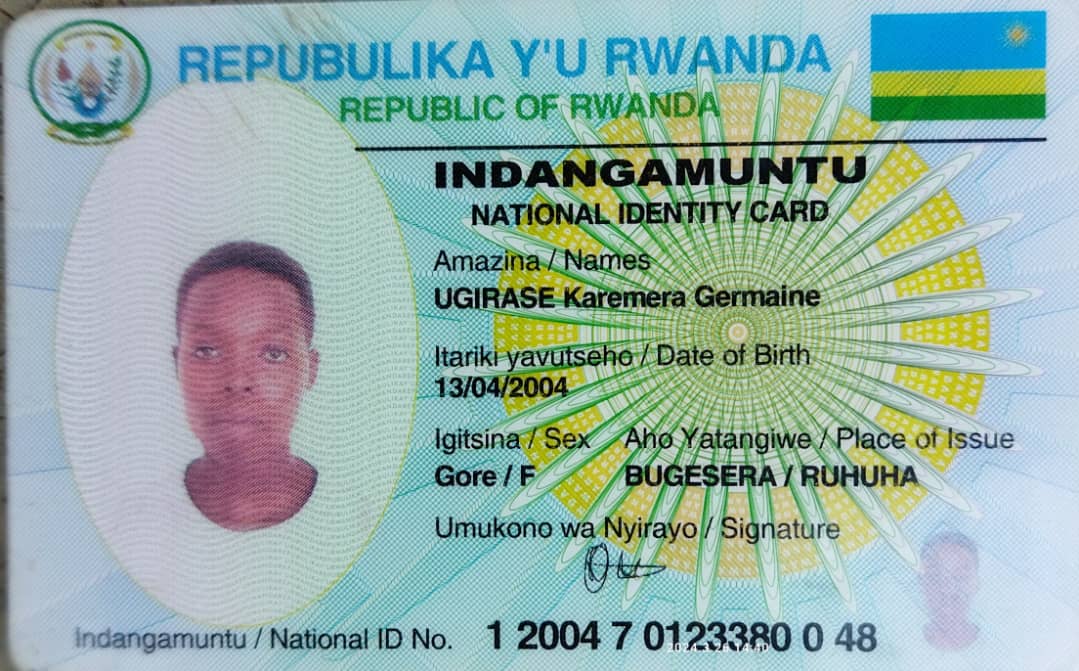 REPUBULIKA Y'U RWANDA
REPUBLIC OF RWANDA
INDANGAMUNTU
NATIONAL IDENTITY CARD
Amazina / Names
UGIRASE Karemera Germaine
Itariki yavutseho / Date of Birth
13/04/2004
Igitsina / Sex Aho Yatangiwe / Place of Issue
Gore / F BUGESERA / RUHUHA
Umukono wa Nyirayo / Signature
Indangamuntu / National ID No. 1 2004 7 0123380 0 48